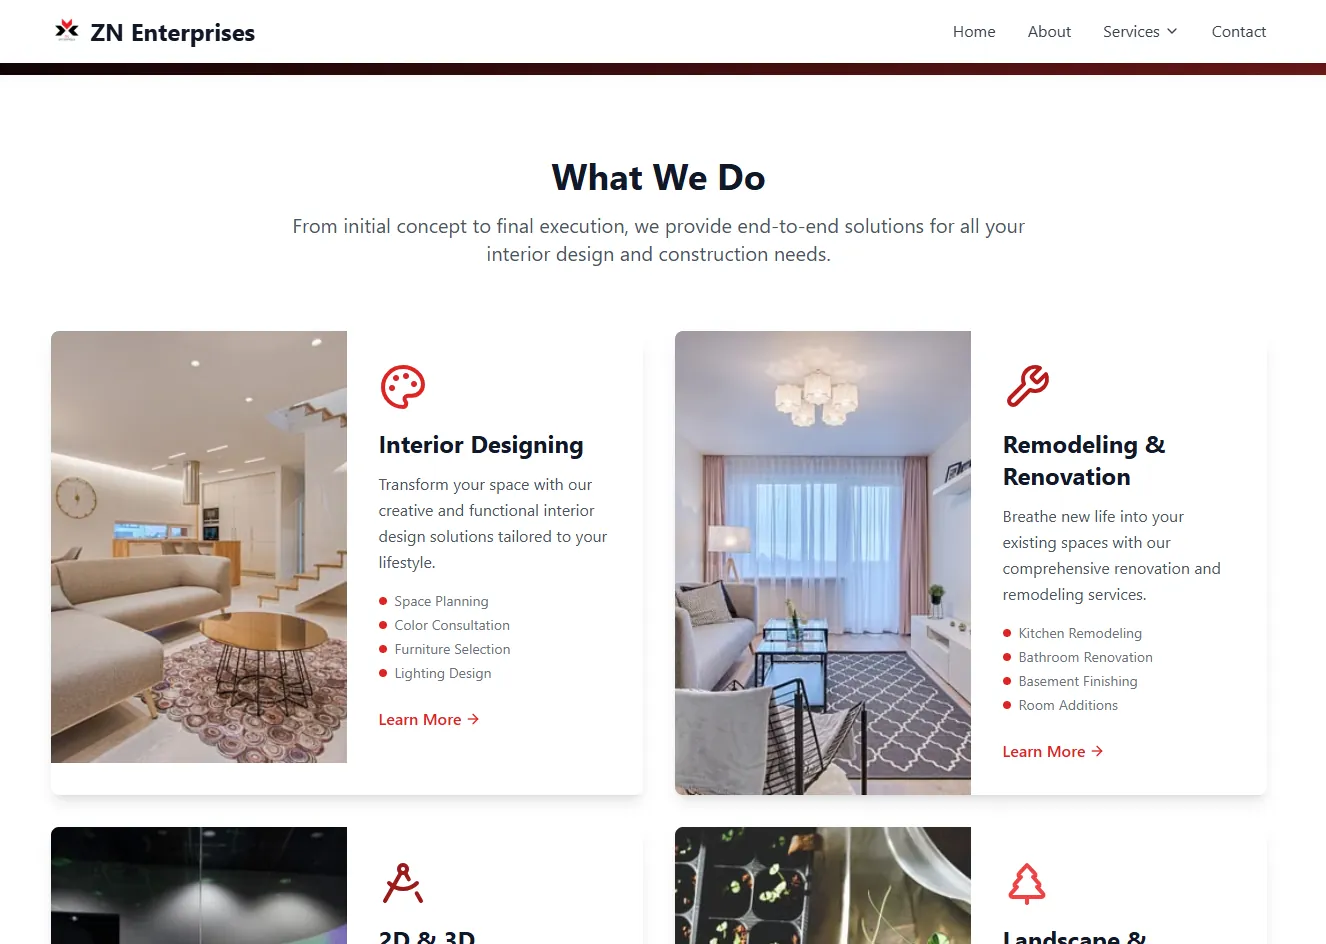 ZN Enterprises
Home
About
Services
Contact
What We Do
From initial concept to final execution, we provide end-to-end solutions for all your
interior design and construction needs.
Interior Designing
Transform your space with our
creative and functional interior
design solutions tailored to your
lifestyle.
Space Planning
Color Consultation
Furniture Selection
Lighting Design
Learn More →
Remodeling &
Renovation
Breathe new life into your
existing spaces with our
comprehensive renovation and
remodeling services.
Kitchen Remodeling
Bathroom Renovation
Basement Finishing
Room Additions
Learn More →
2D & 3D
Landscape &